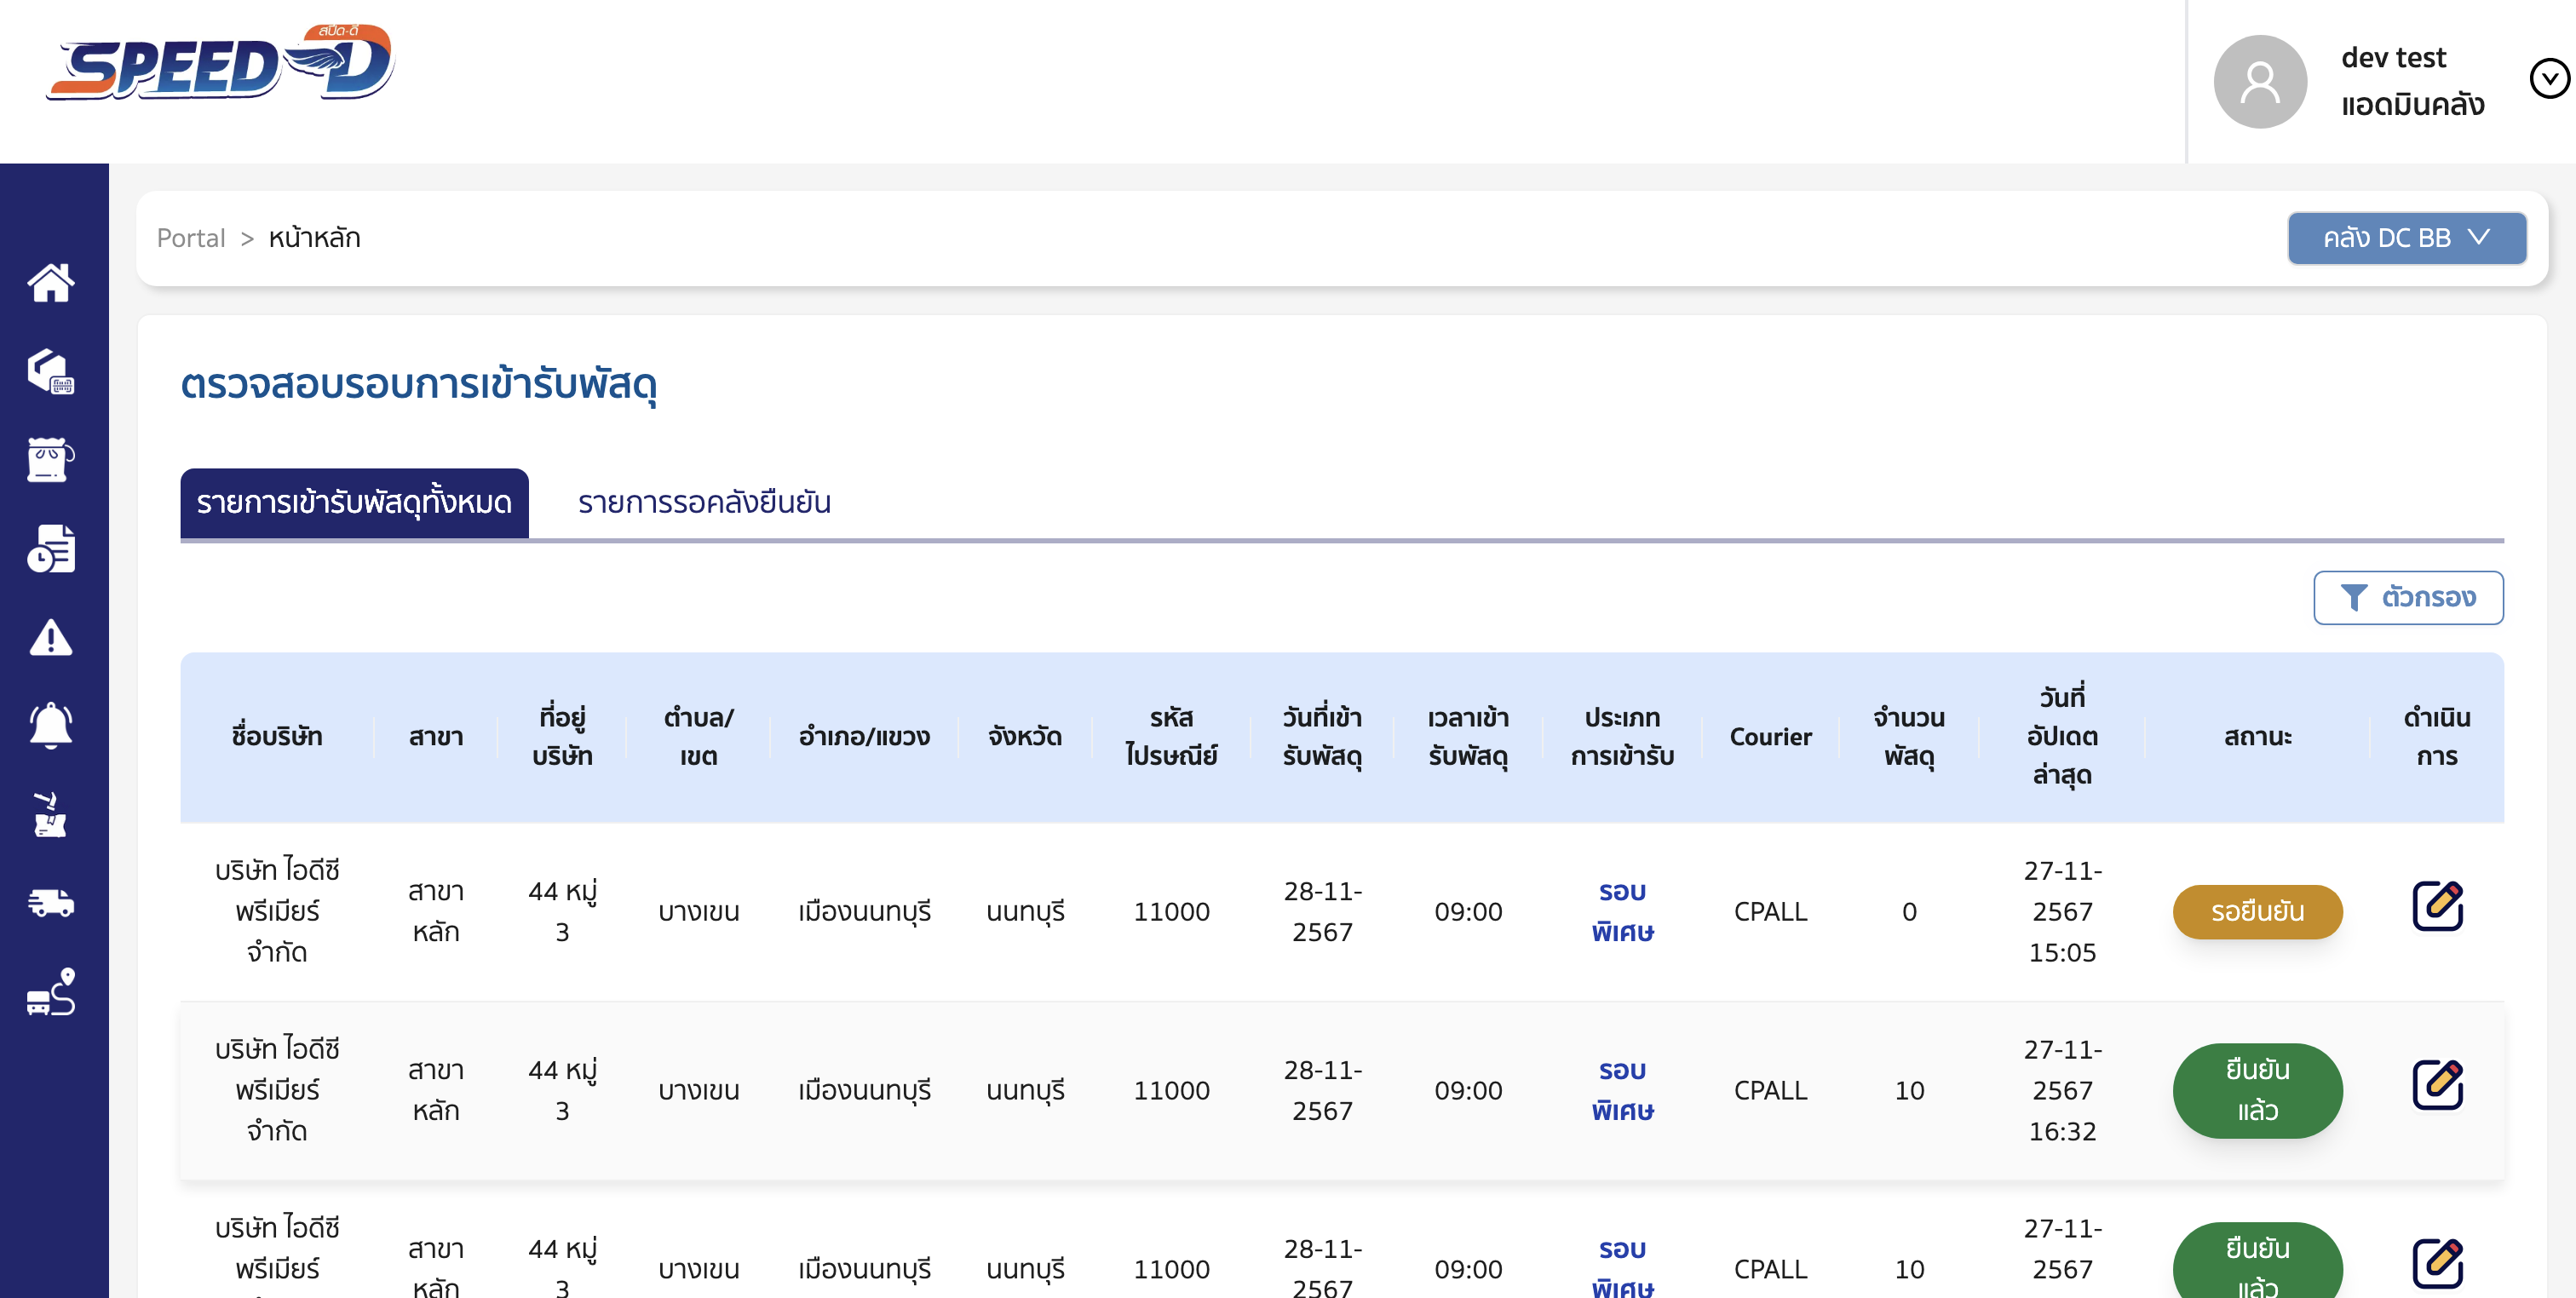 สปีด-ดี
SPEED-D
dev test
แอดมินคลัง
Portal > หน้าหลัก
คลัง DC BB
ตรวจสอบรอบการเข้ารับพัสดุ
รายการเข้ารับพัสดุทั้งหมด
รายการรอคลังยืนยัน
ตัวกรอง
ชื่อบริษัท
สาขา
ที่อยู่
บริษัท
ตำบล/
เขต
อำเภอ/แขวง
จังหวัด
รหัส
ไปรษณีย์
วันที่เข้า
รับพัสดุ
เวลาเข้า
รับพัสดุ
ประเภท
การเข้ารับ
Courier
จำนวน
พัสดุ
วันที่
อัปเดต
ล่าสุด
สถานะ
ดำเนิน
การ
บริษัท ไอดีซี
พรีเมียร์
จำกัด
สาขา
หลัก
44 หมู่
3
บางเขน
เมืองนนทบุรี
นนทบุรี
11000
28-11-
2567
09:00
รอบ
พิเศษ
CPALL
0
27-11-
2567
15:05
รอยืนยัน
บริษัท ไอดีซี
พรีเมียร์
จำกัด
สาขา
หลัก
44 หมู่
3
บางเขน
เมืองนนทบุรี
นนทบุรี
11000
28-11-
2567
09:00
รอบ
พิเศษ
CPALL
10
27-11-
2567
16:32
ยืนยัน
แล้ว
บริษัท ไอดีซี
พรีเมียร์
สาขา
หลัก
44 หมู่
3
บางเขน
เมืองนนทบุรี
นนทบุรี
11000
28-11-
2567
09:00
รอบ
พิเศษ
CPALL
10
27-11-
2567
ยืนยัน
แล้ว